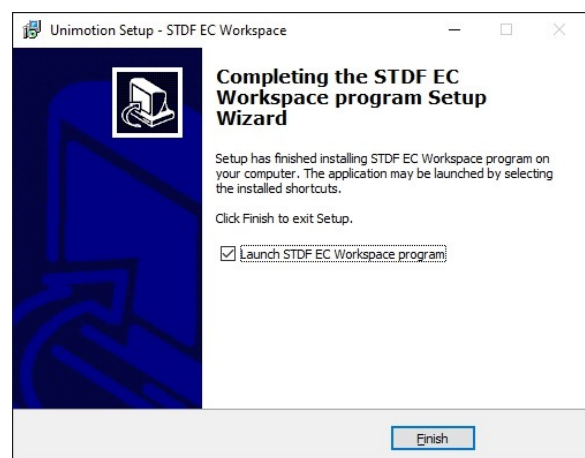 Unimotion Setup - STDF EC Workspace
Completing the STDF EC
Workspace program Setup
Wizard
Setup has finished installing STDF EC Workspace program on
your computer. The application may be launched by selecting
the installed shortcuts.
Click Finish to exit Setup.
Launch STDF EC Workspace program
Finish